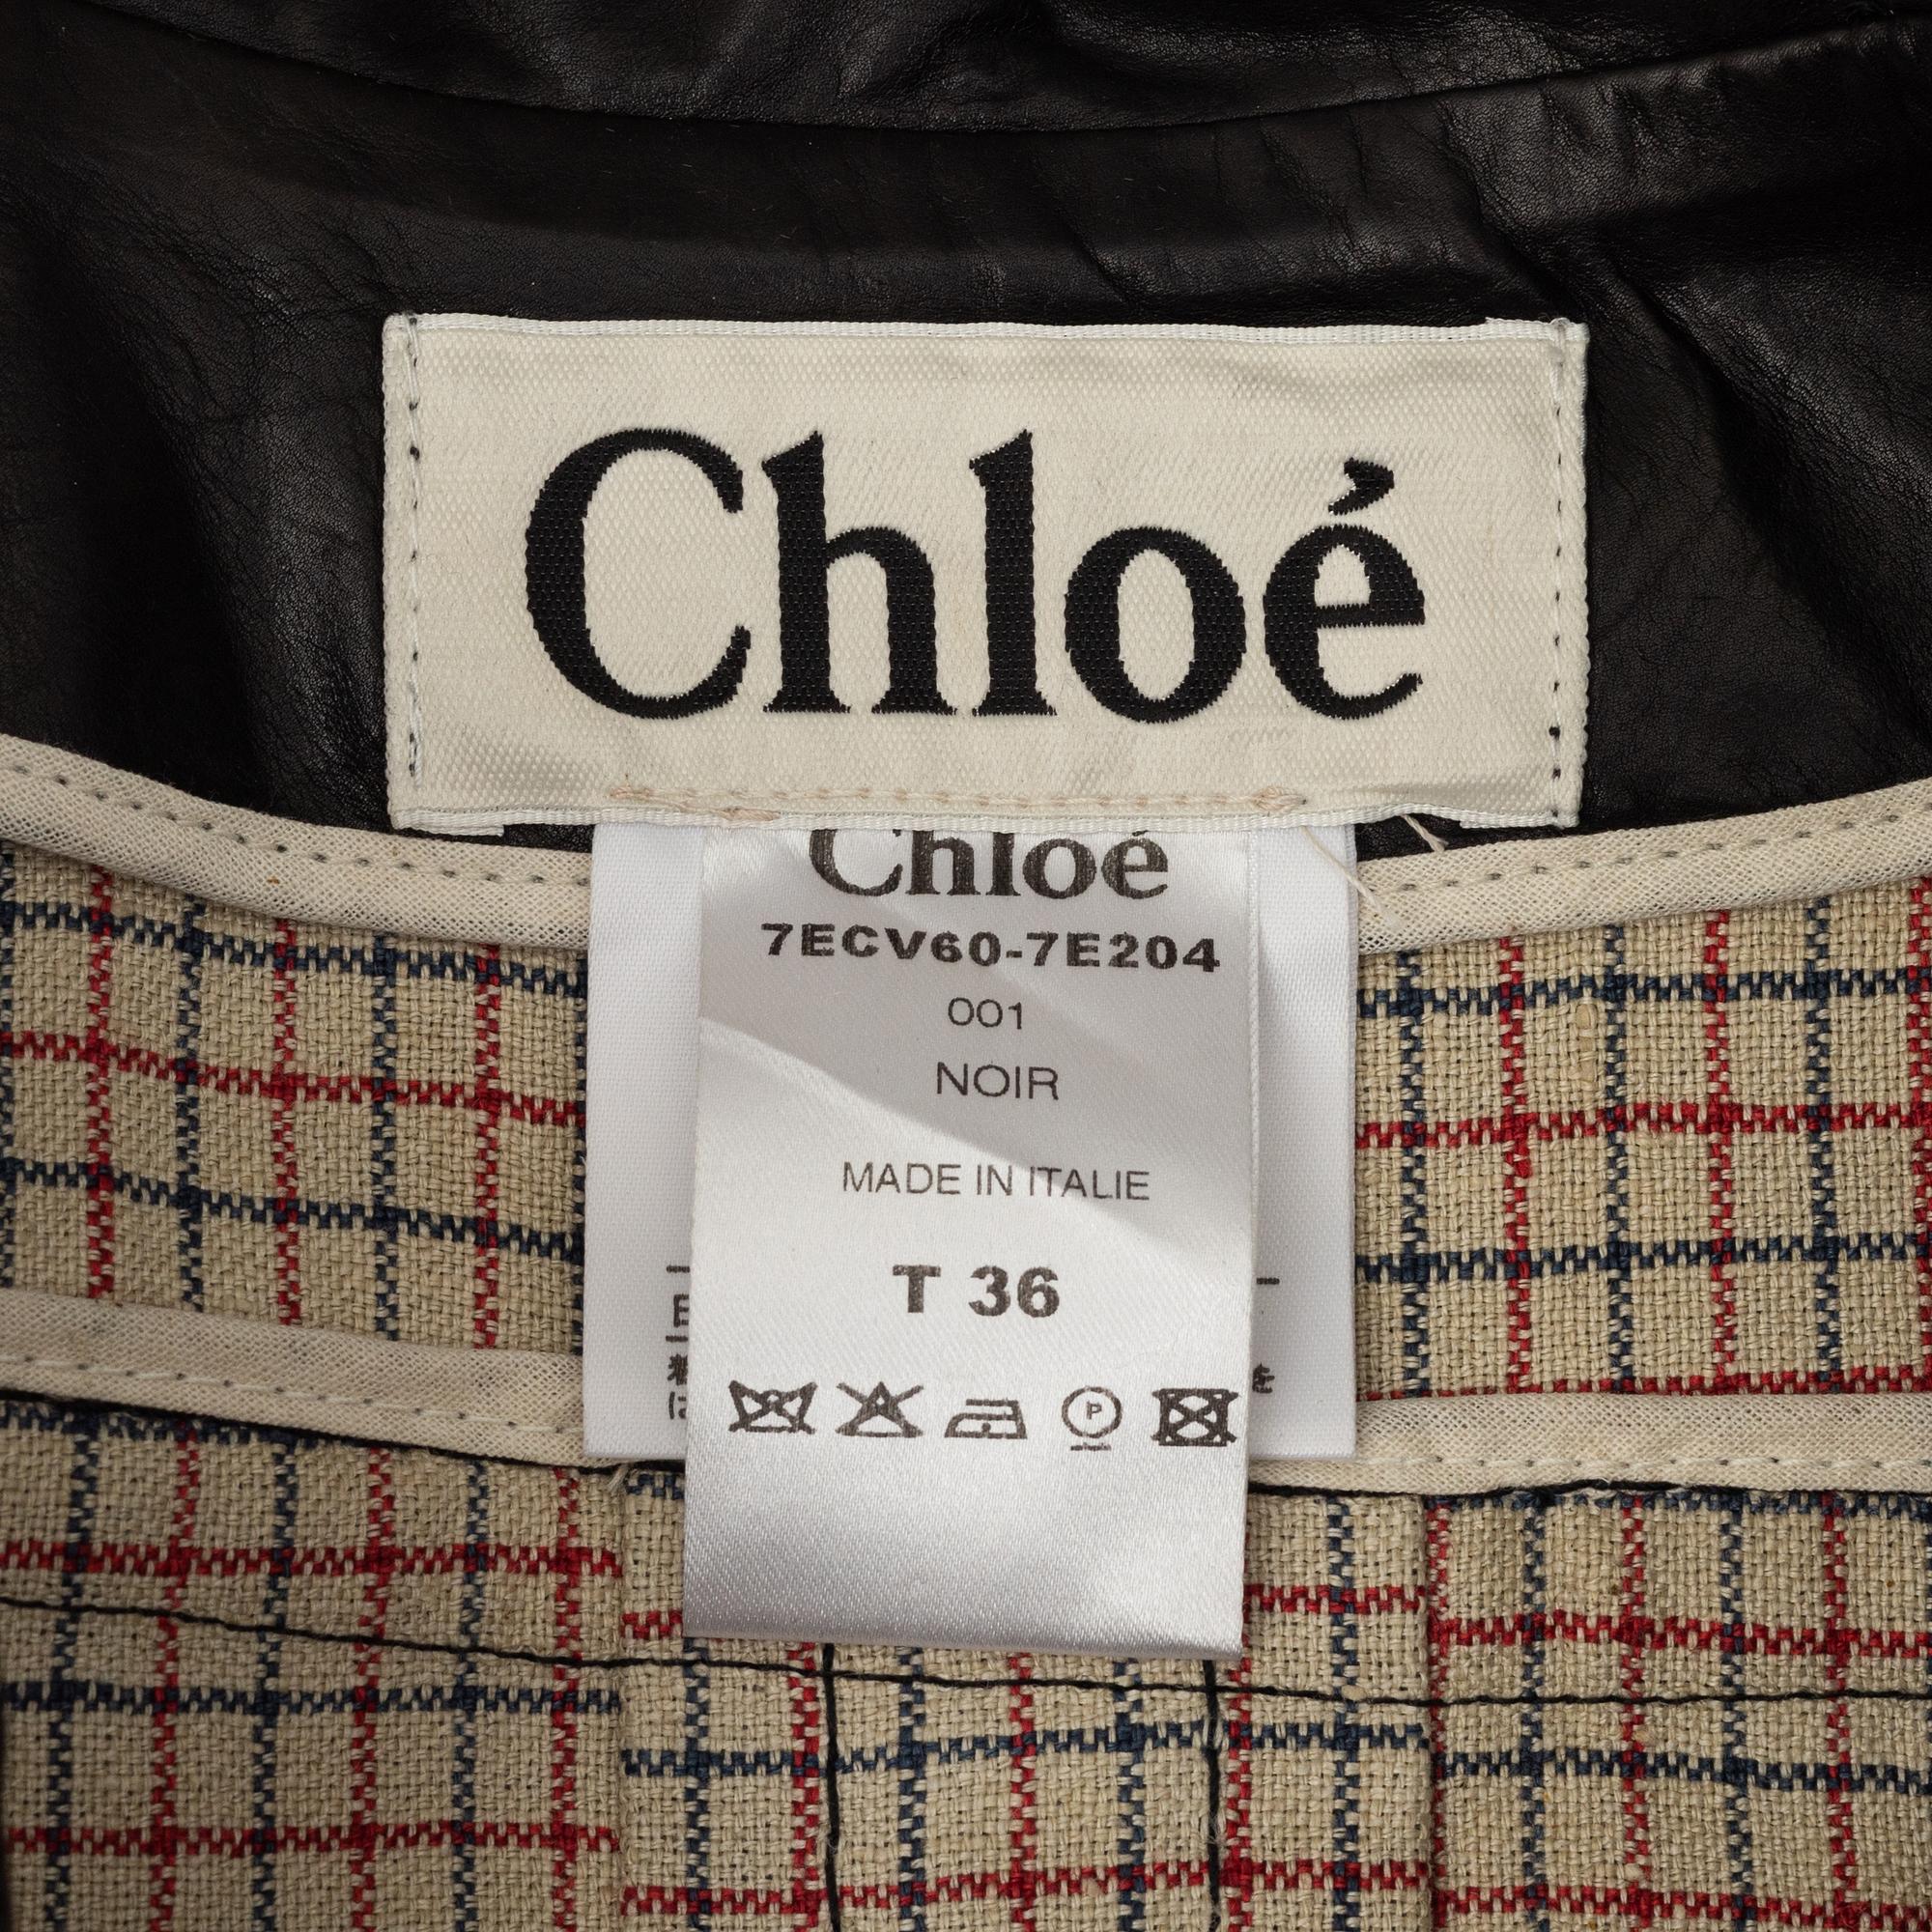 Chloé
Chloé
7ECV60-7E204
001
NOIR
MADE IN ITALIE
T 36
P